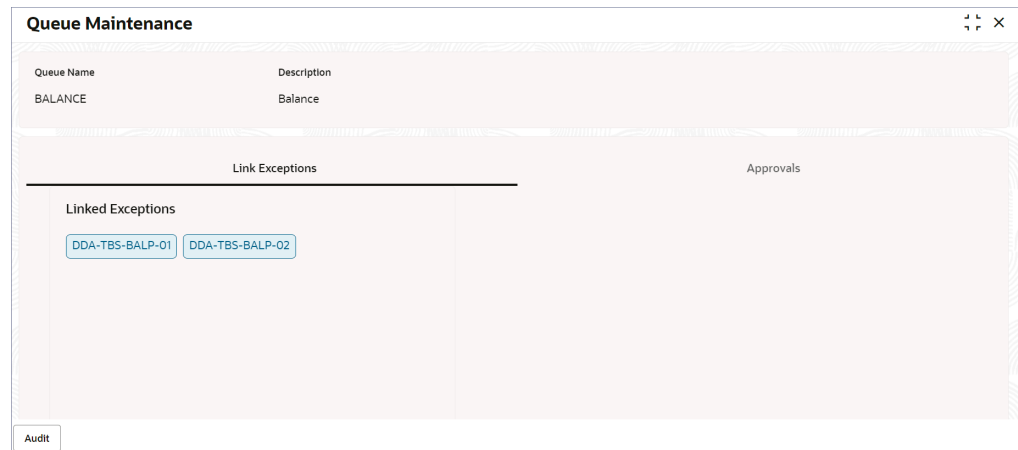 Queue Maintenance
Queue Name Description
BALANCE Balance
Link Exceptions Approvals
Linked Exceptions
DDA-TBS-BALP-01 DDA-TBS-BALP-02
Audit